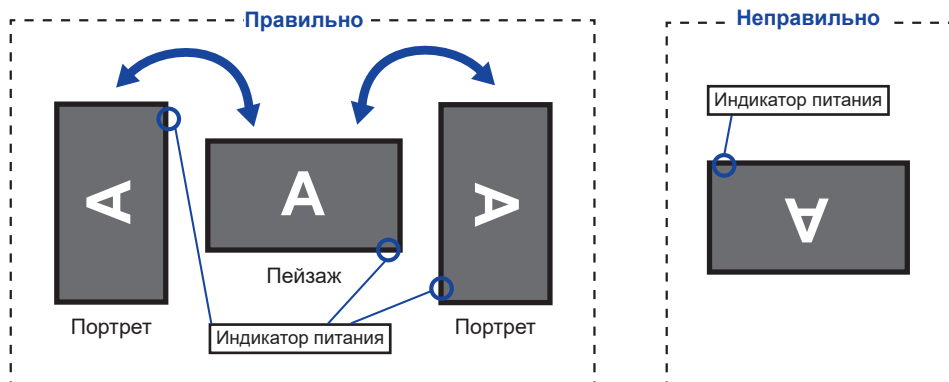 Правильно
Неправильно
Индикатор питания
A
A
A
A
Пейзаж
Портрет
Портрет
Индикатор питания